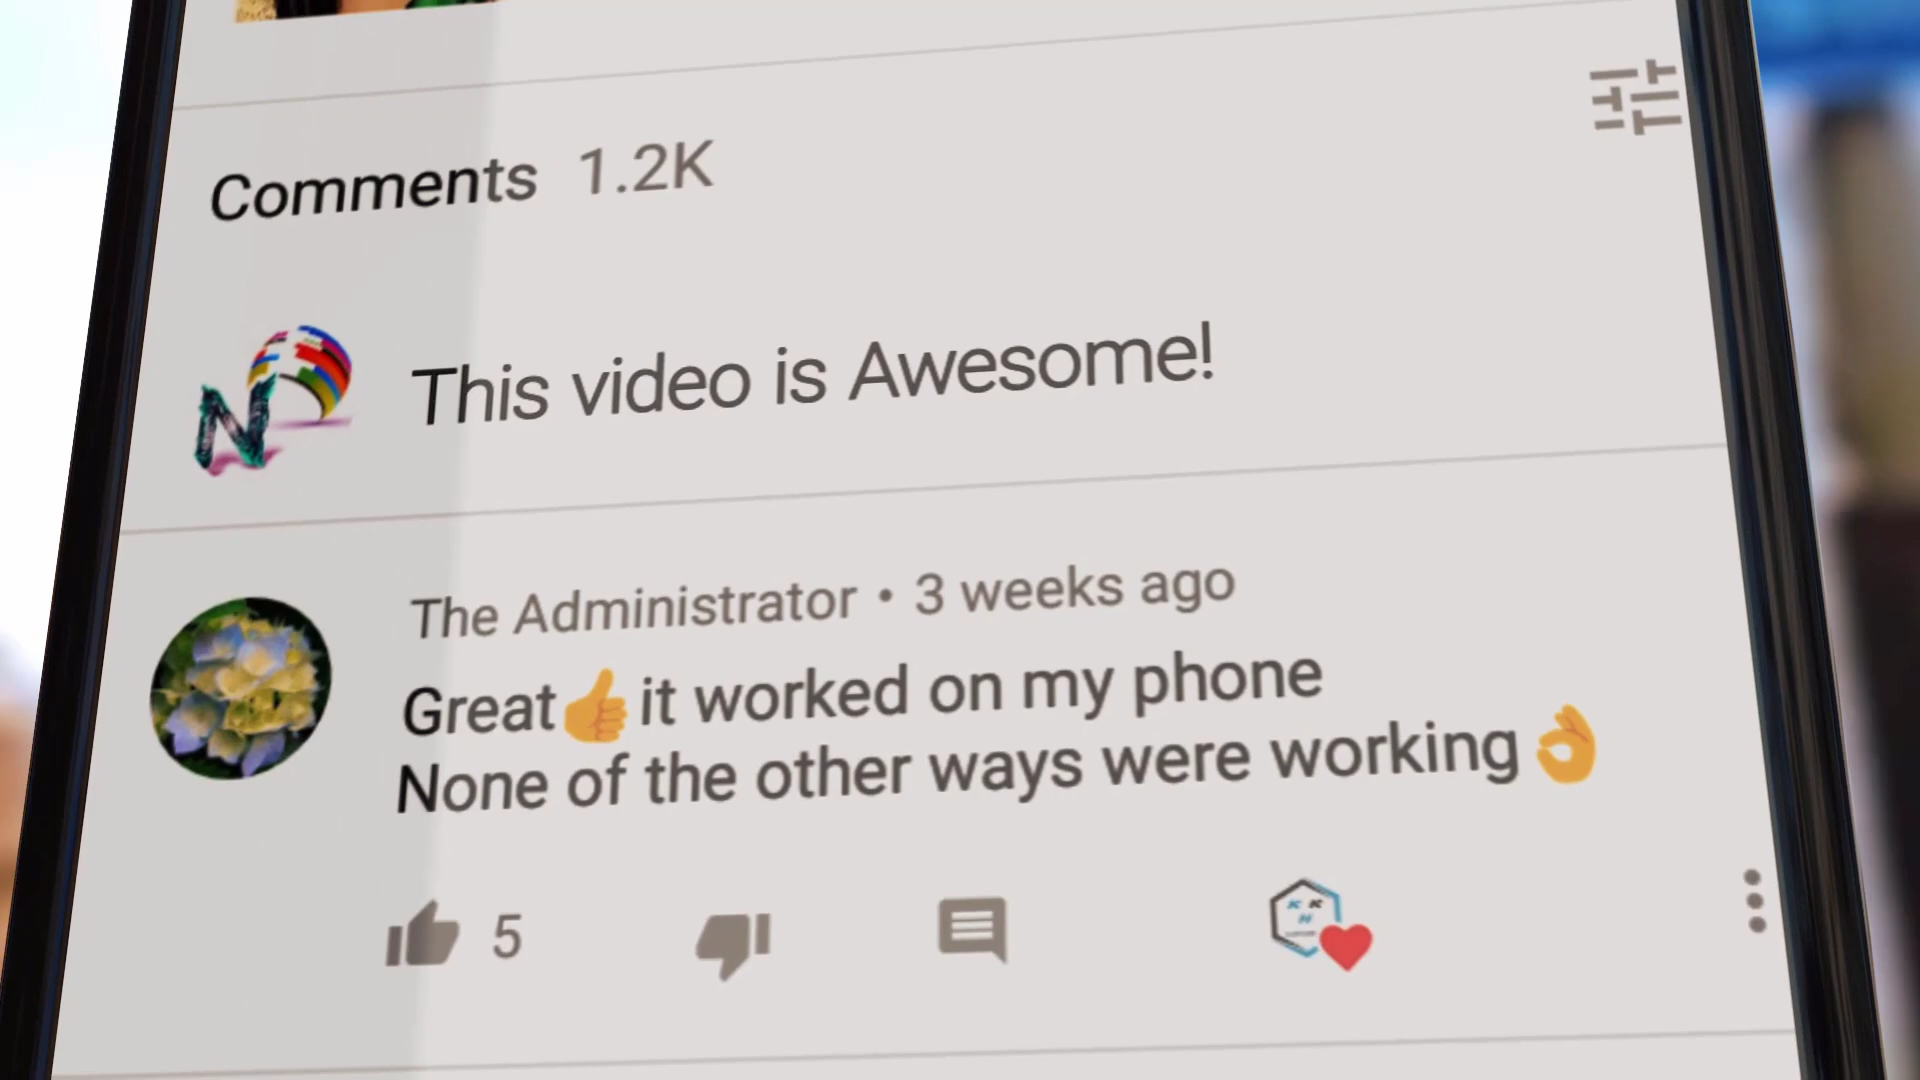 Comments 1.2K
This video is Awesome!
The Administrator • 3 weeks ago
Great👍it worked on my phone
None of the other ways were working👌
5
K K
H